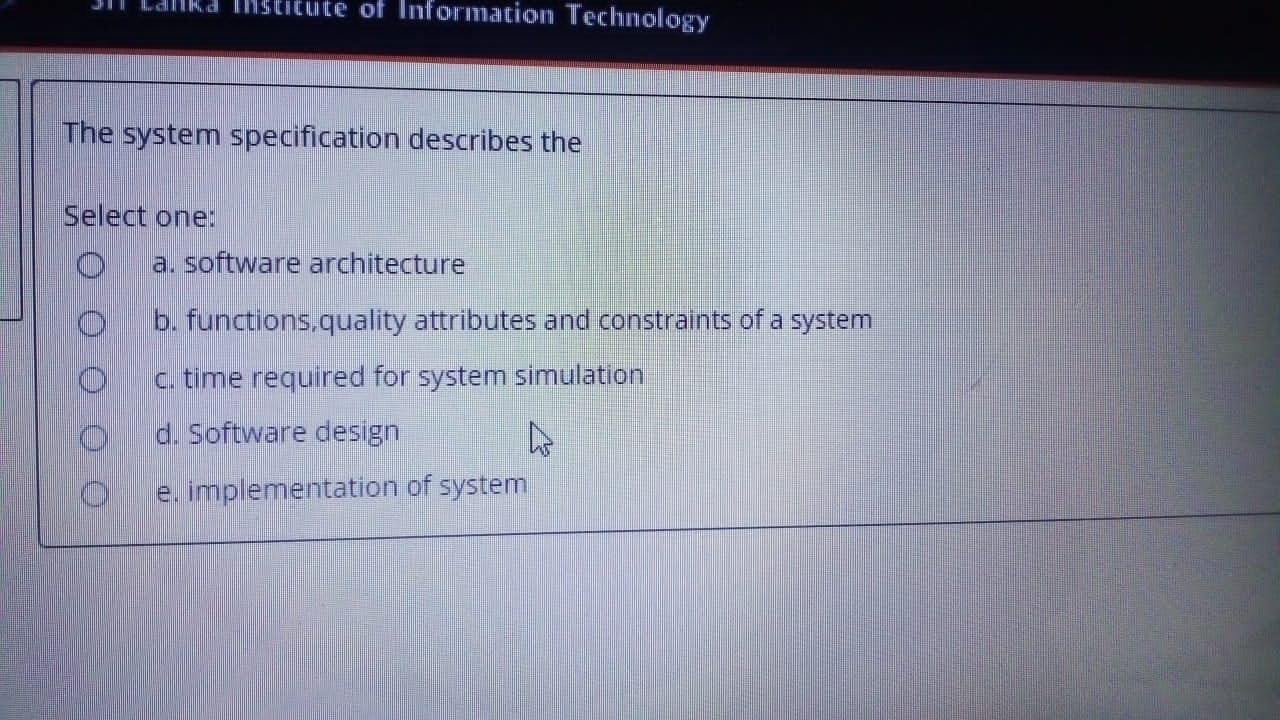 Sri Lanka Institute of Information Technology
The system specification describes the
Select one:
a. software architecture
b. functions,quality attributes and constraints of a system
c. time required for system simulation
d. Software design
e. implementation of system